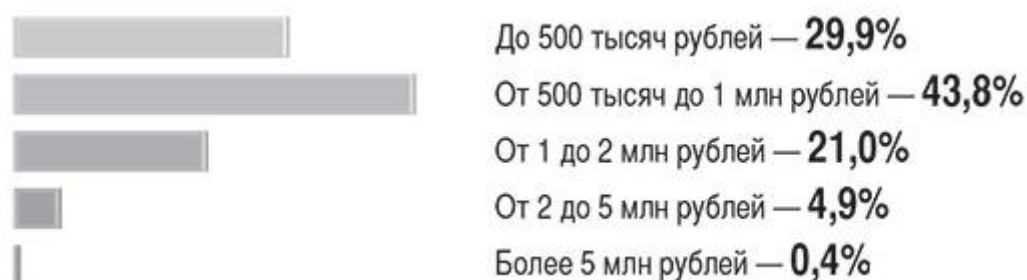 До 500 тысяч рублей — 29,9%
От 500 тысяч до 1 млн рублей — 43,8%
От 1 до 2 млн рублей — 21,0%
От 2 до 5 млн рублей — 4,9%
Более 5 млн рублей — 0,4%